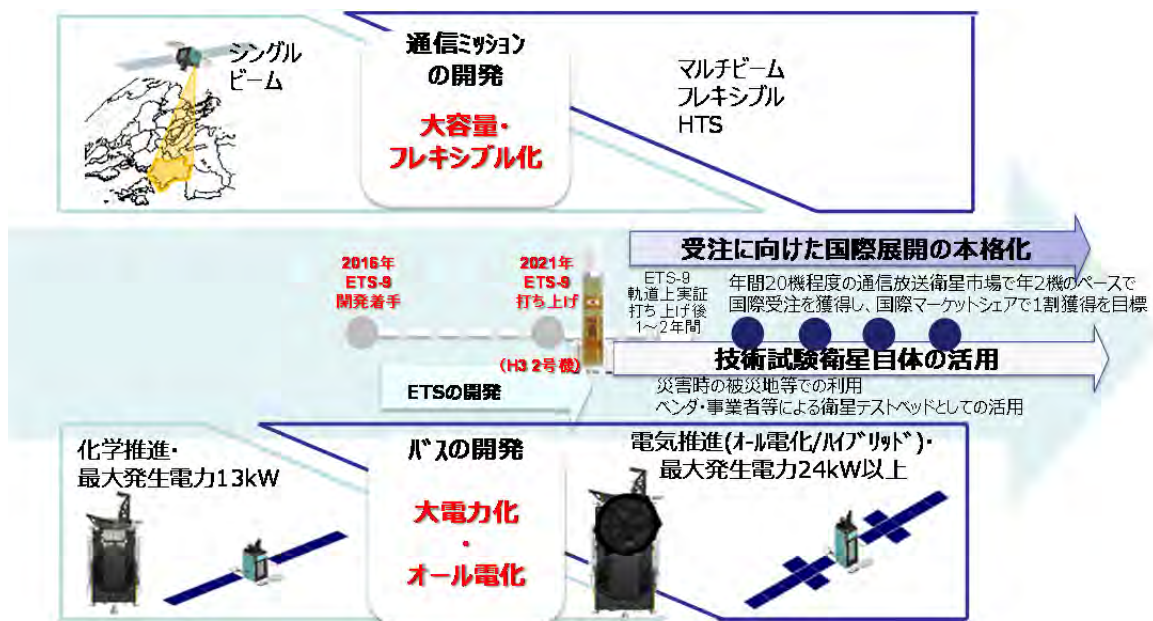 シングル
ビーム
通信ﾐｯｼｮﾝ
の開発
大容量・
フレキシブル化
マルチビーム
フレキシブル
HTS
受注に向けた国際展開の本格化
2016年
ETS-9
開発着手
2021年
ETS-9
打ち上げ
(H3 2号機)
ETS-9
軌道上実証
打ち上げ後
1～2年間
年間20機程度の通信放送衛星市場で年2機のペースで
国際受注を獲得し、国際マーケットシェアで1割獲得を目標
技術試験衛星自体の活用
ETSの開発
災害時の被災地等での利用
ベンダ・事業者等による衛星テストベッドとしての活用
化学推進・
最大発生電力13kW
ﾊﾞｽの開発
大電力化
・
オール電化
電気推進(ｵｰﾙ電化/ﾊｲﾌﾞﾘｯﾄﾞ)・
最大発生電力24kW以上